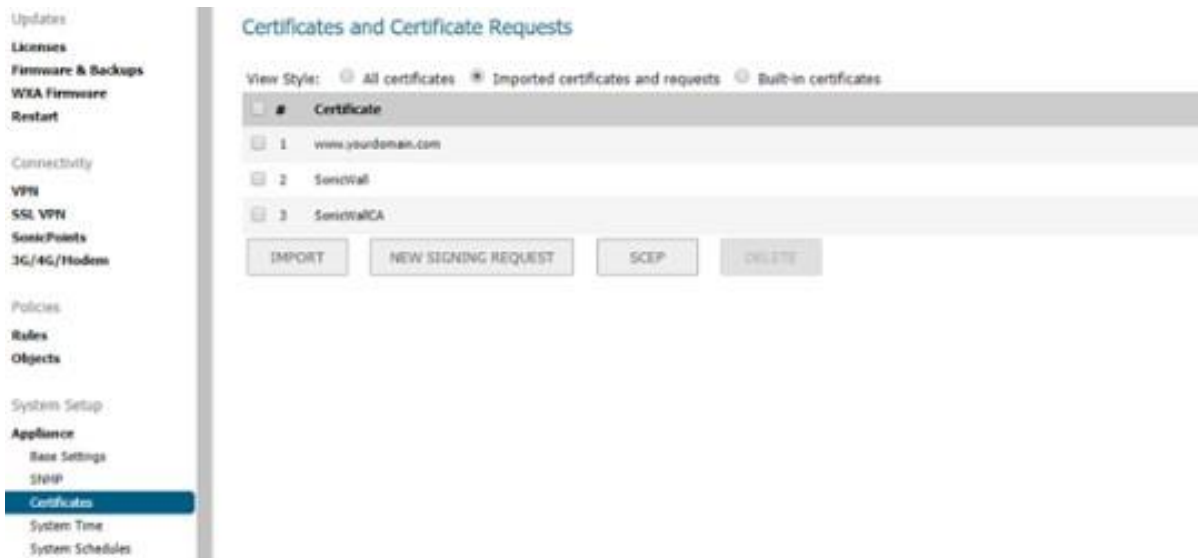 Updates
Licenses
Firmware & Backups
WXA Firmware
Restart
Connectivity
VPN
SSL VPN
SonicPoints
3G/4G/Modem
Policies
Rules
Objects
System Setup
Appliance
Base Settings
SNMP
Certificates
System Time
System Schedules
Certificates and Certificate Requests
View Style: All certificates Imported certificates and requests Built-in certificates
# Certificate
1 www.yourdomain.com
2 SonicWall
3 SonicWallCA
IMPORT NEW SIGNING REQUEST SCEP DELETE